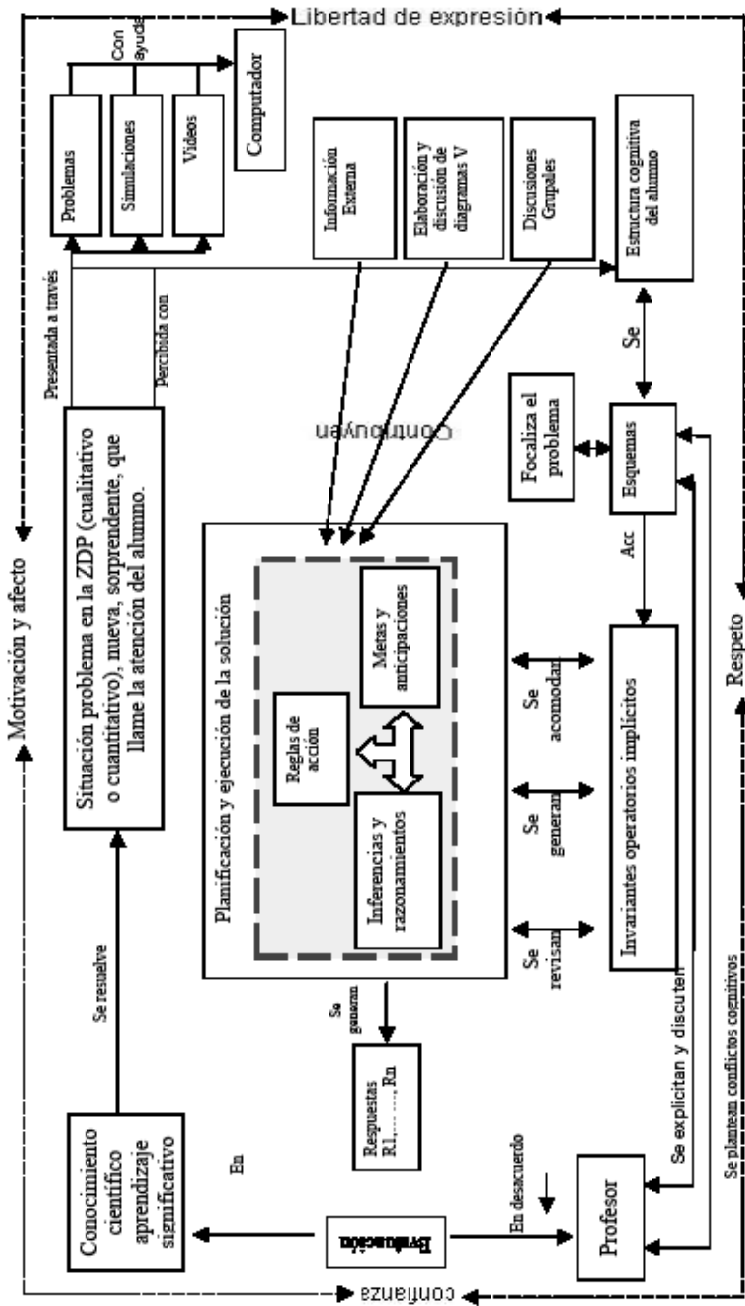 Motivación y afecto
Libertad de expresión
confianza
Respeto
Conocimiento
científico
aprendizaje
significativo
Se resuelve
Situación problema en la ZDP (cualitativo
o cuantitativo), nueva, sorprendente, que
llame la atención del alumno.
Presentada a través
Percibida con
Problemas
Simulaciones
Videos
Con
ayuda
Computador
En
Evaluación
En desacuerdo
Profesor
Se
generan
Respuestas
R1,... ..., Rn
Planificación y ejecución de la solución
Reglas de
acción
Inferencias y
razonamientos
Metas y
anticipaciones
Contribuyen
Información
Externa
Elaboración y
discusión de
diagramas V
Discusiones
Grupales
Se
revisan
Se
generan
Se
acomodan
Invariantes operatorios implícitos
Acc
Esquemas
Focaliza el
problema
Se
Estructura cognitiva
del alumno
Se explicitan y discuten
Se plantean conflictos cognitivos